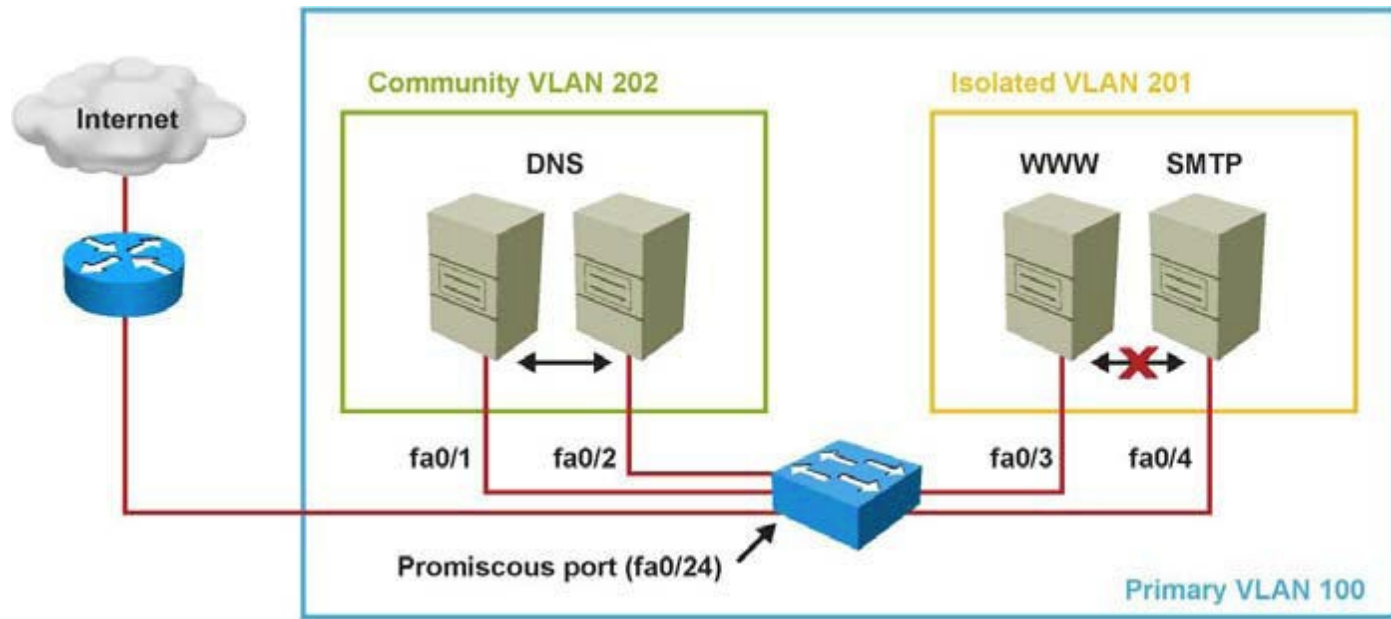 Internet
Community VLAN 202
Isolated VLAN 201
DNS
WWW
SMTP
fa0/1
fa0/2
fa0/3
fa0/4
Promiscous port (fa0/24)
Primary VLAN 100